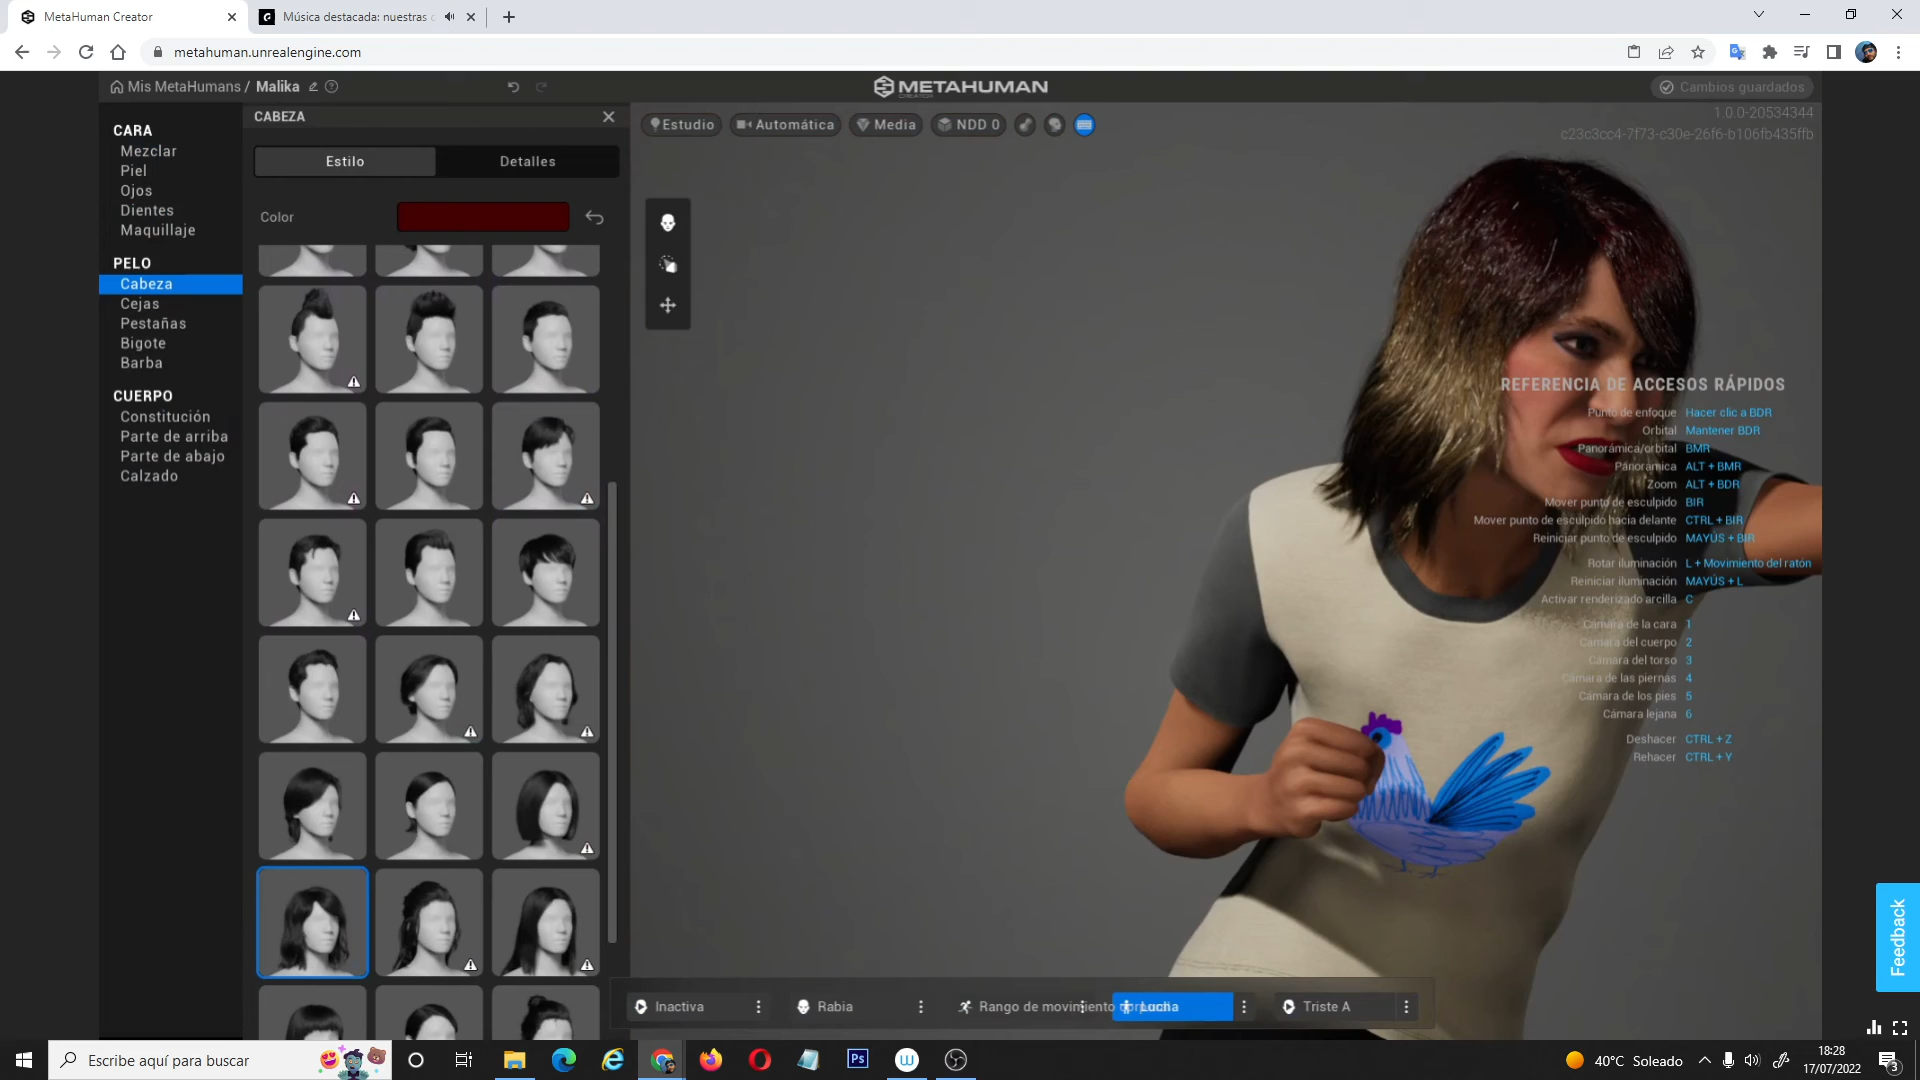 MetaHuman Creator
Música destacada: nuestras
metahuman.unrealengine.com
Mis MetaHumans / Malika
METAHUMAN
CREATOR
Cambios guardados
1.0.0-20534344
c23c3cc4-7f73-c30e-26f6-b106fb435ffb
CARA
Mezclar
Piel
Ojos
Dientes
Maquillaje
PELO
Cabeza
Cejas
Pestañas
Bigote
Barba
CUERPO
Constitución
Parte de arriba
Parte de abajo
Calzado
CABEZA
Estilo
Detalles
Color
Estudio
Automática
Media
NDD 0
REFERENCIA DE ACCESOS RÁPIDOS
Punto de enfoque Hacer clic a BDR
Orbital Mantener BDR
Panorámica/orbital BMR
Panorámica ALT + BMR
Zoom ALT + BDR
Mover punto de esculpido BIR
Mover punto de esculpido hacia delante CTRL + BIR
Reiniciar punto de esculpido MAYÚS + BIR
Rotar iluminación L + Movimiento del ratón
Reiniciar iluminación MAYÚS + L
Activar renderizado arcilla C
Cámara de la cara 1
Cámara del cuerpo 2
Cámara del torso 3
Cámara de las piernas 4
Cámara de los pies 5
Cámara lejana 6
Deshacer CTRL + Z
Rehacer CTRL + Y
Inactiva
Rabia
Rango de movimiento
Lucha
Triste A
Feedback
Escribe aquí para buscar
Ps
40°C Soleado
18:28
17/07/2022
3